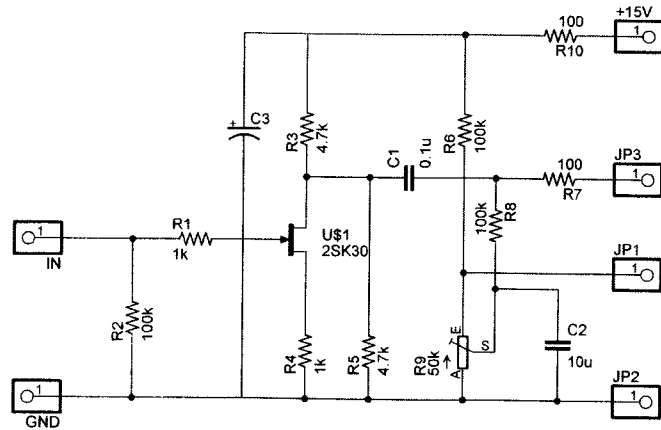 +15V
1
100
R10
C3
+
R3
4.7k
C1
0.1u
R6
100k
JP3
1
100
R7
R8
100k
IN
1
R1
1k
U$1
2SK30
R2
100k
JP1
1
R4
1k
R5
4.7k
R9
50k
E
S
A
C2
10u
GND
1
JP2
1